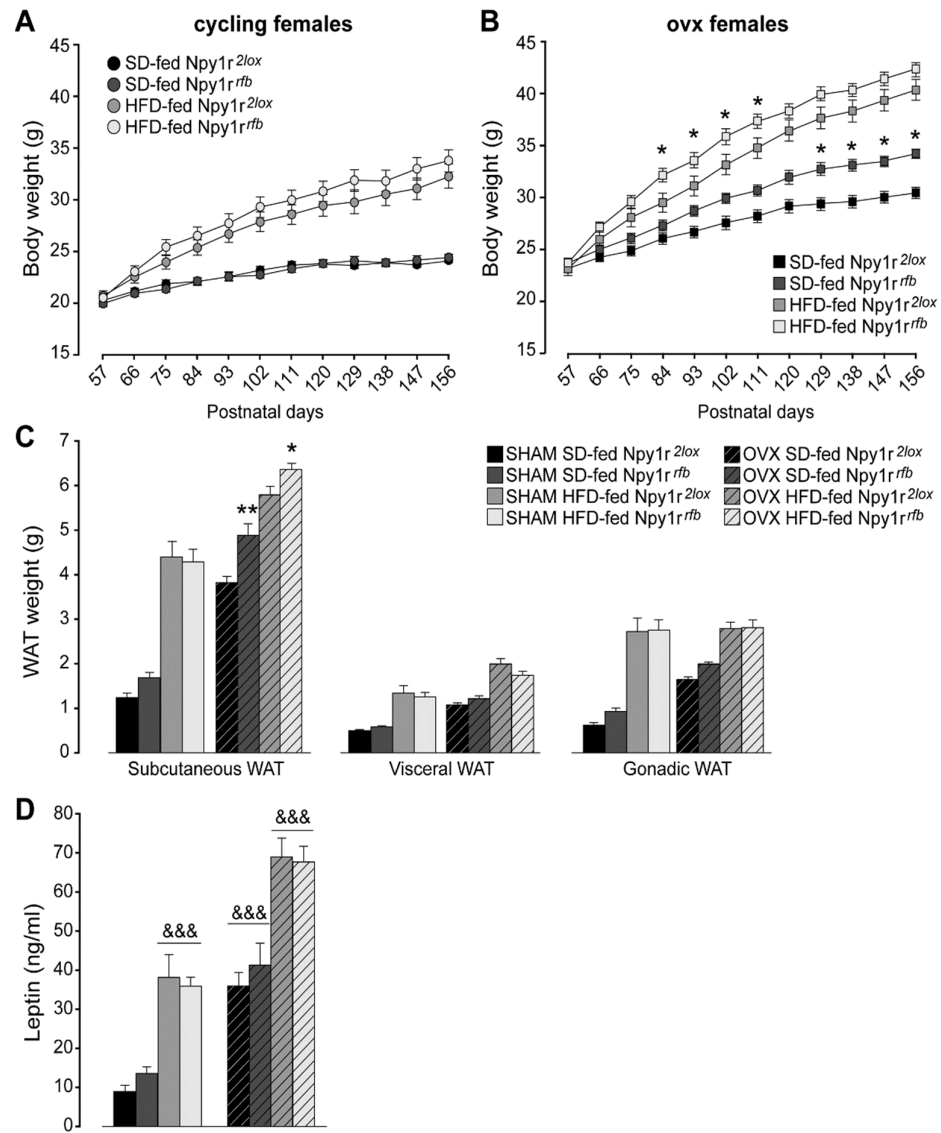 A
cycling females
45
40
35
30
25
20
15
Body weight (g)
SD-fed Npy1r2lox
SD-fed Npy1rrfb
HFD-fed Npy1r2lox
HFD-fed Npy1rrfb
57 66 75 84 93 102 111 120 129 138 147 156
Postnatal days
B
ovx females
45
40
35
30
25
20
15
Body weight (g)
* * * * * * * *
SD-fed Npy1r2lox
SD-fed Npy1rrfb
HFD-fed Npy1r2lox
HFD-fed Npy1rrfb
57 66 75 84 93 102 111 120 129 138 147 156
Postnatal days
C
7
6
5
4
3
2
1
0
WAT weight (g)
** *
SHAM SD-fed Npy1r2lox
SHAM SD-fed Npy1rrfb
SHAM HFD-fed Npy1r2lox
SHAM HFD-fed Npy1rrfb
OVX SD-fed Npy1r2lox
OVX SD-fed Npy1rrfb
OVX HFD-fed Npy1r2lox
OVX HFD-fed Npy1rrfb
Subcutaneous WAT
Visceral WAT
Gonadic WAT
D
80
70
60
50
40
30
20
10
0
Leptin (ng/ml)
&&&
&&&
&&&